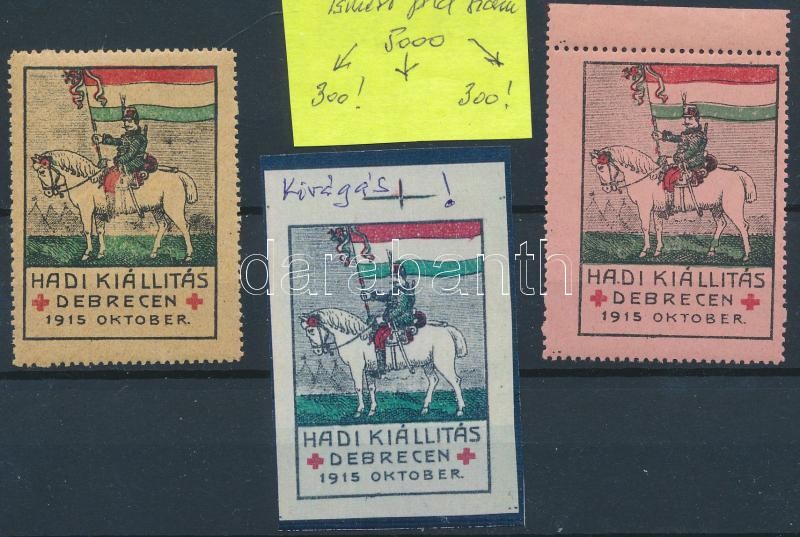 5000
300! 300!
Kivágás !
HADI KIÁLLITÁS
DEBRECEN
1915 OKTOBER.
HADI KIÁLLITÁS
DEBRECEN
1915 OKTOBER.
HADI KIÁLLITÁS
DEBRECEN
1915 OKTOBER.
darabanth